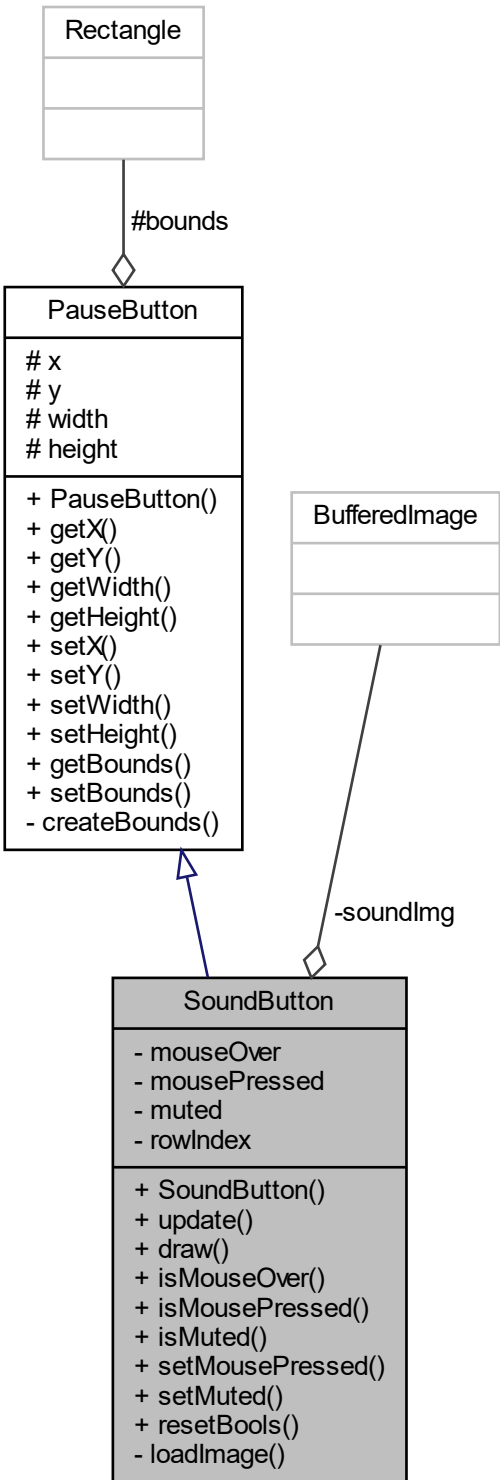 Rectangle
#bounds
PauseButton
# x
# y
# width
# height
+ PauseButton()
+ getX()
+ getY()
+ getWidth()
+ getHeight()
+ setX()
+ setY()
+ setWidth()
+ setHeight()
+ getBounds()
+ setBounds()
- createBounds()
BufferedImage
-soundImg
SoundButton
- mouseOver
- mousePressed
- muted
- rowIndex
+ SoundButton()
+ update()
+ draw()
+ isMouseOver()
+ isMousePressed()
+ isMuted()
+ setMousePressed()
+ setMuted()
+ resetBools()
- loadImage()